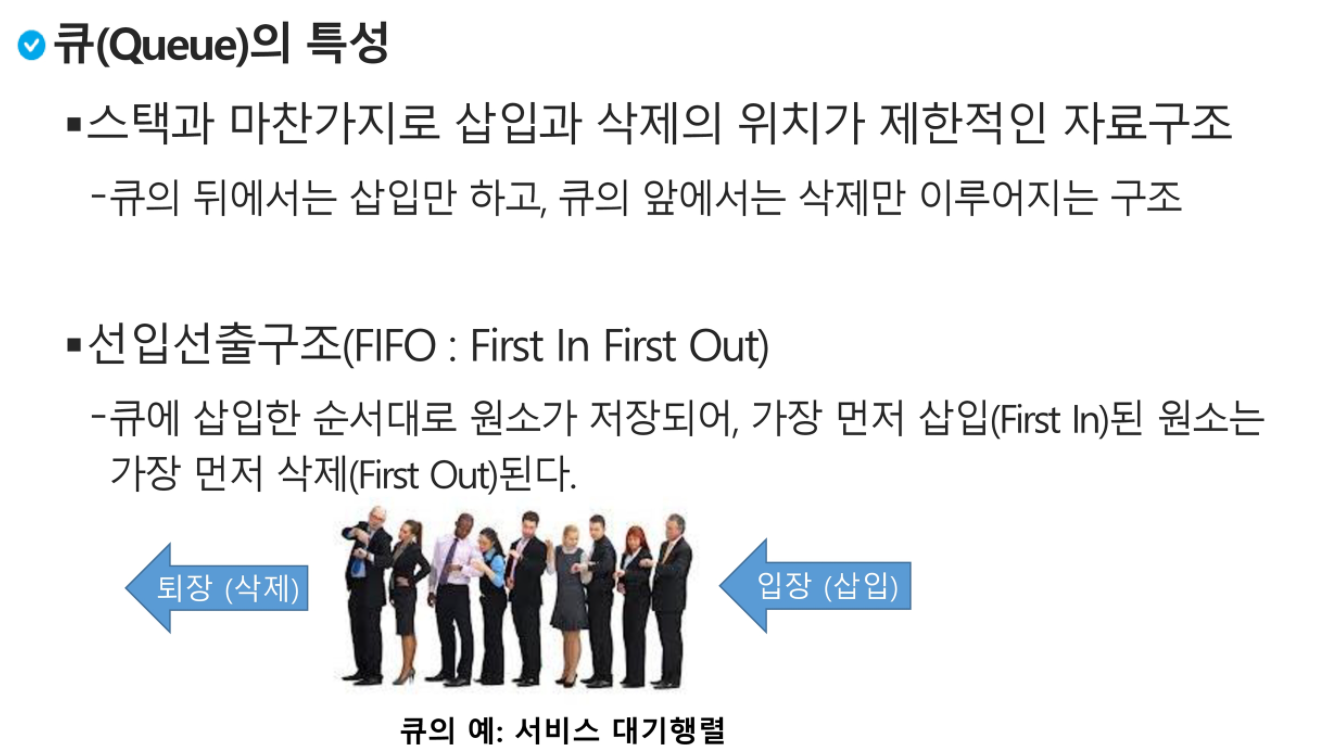 큐(Queue)의 특성
▪스택과 마찬가지로 삽입과 삭제의 위치가 제한적인 자료구조
-큐의 뒤에서는 삽입만 하고, 큐의 앞에서는 삭제만 이루어지는 구조
▪선입선출구조(FIFO : First In First Out)
-큐에 삽입한 순서대로 원소가 저장되어, 가장 먼저 삽입(First In)된 원소는
가장 먼저 삭제(First Out)된다.
퇴장 (삭제)
입장 (삽입)
큐의 예: 서비스 대기행렬